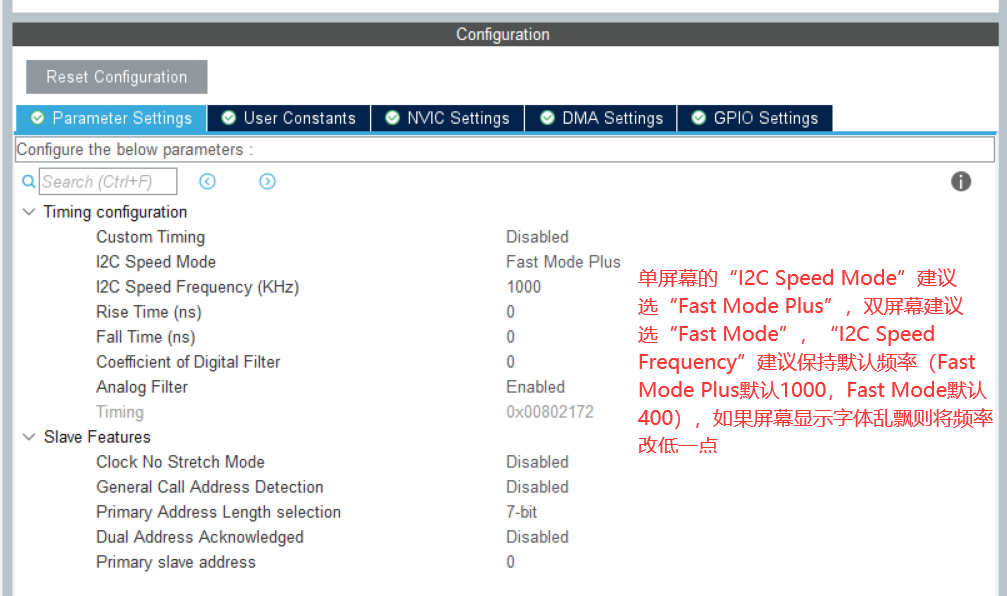 Configuration
Reset Configuration
Parameter Settings User Constants NVIC Settings DMA Settings GPIO Settings
Configure the below parameters :
Search (Ctrl+F)
Timing configuration
Custom Timing Disabled
I2C Speed Mode Fast Mode Plus
I2C Speed Frequency (KHz) 1000
Rise Time (ns) 0
Fall Time (ns) 0
Coefficient of Digital Filter 0
Analog Filter Enabled
Timing 0x00802172
Slave Features
Clock No Stretch Mode Disabled
General Call Address Detection Disabled
Primary Address Length selection 7-bit
Dual Address Acknowledged Disabled
Primary slave address 0
单屏幕的“I2C Speed Mode”建议
选“Fast Mode Plus”，双屏幕建议
选“Fast Mode”，“I2C Speed
Frequency”建议保持默认频率（Fast
Mode Plus默认1000，Fast Mode默认
400），如果屏幕显示字体乱飘则将频率
改低一点